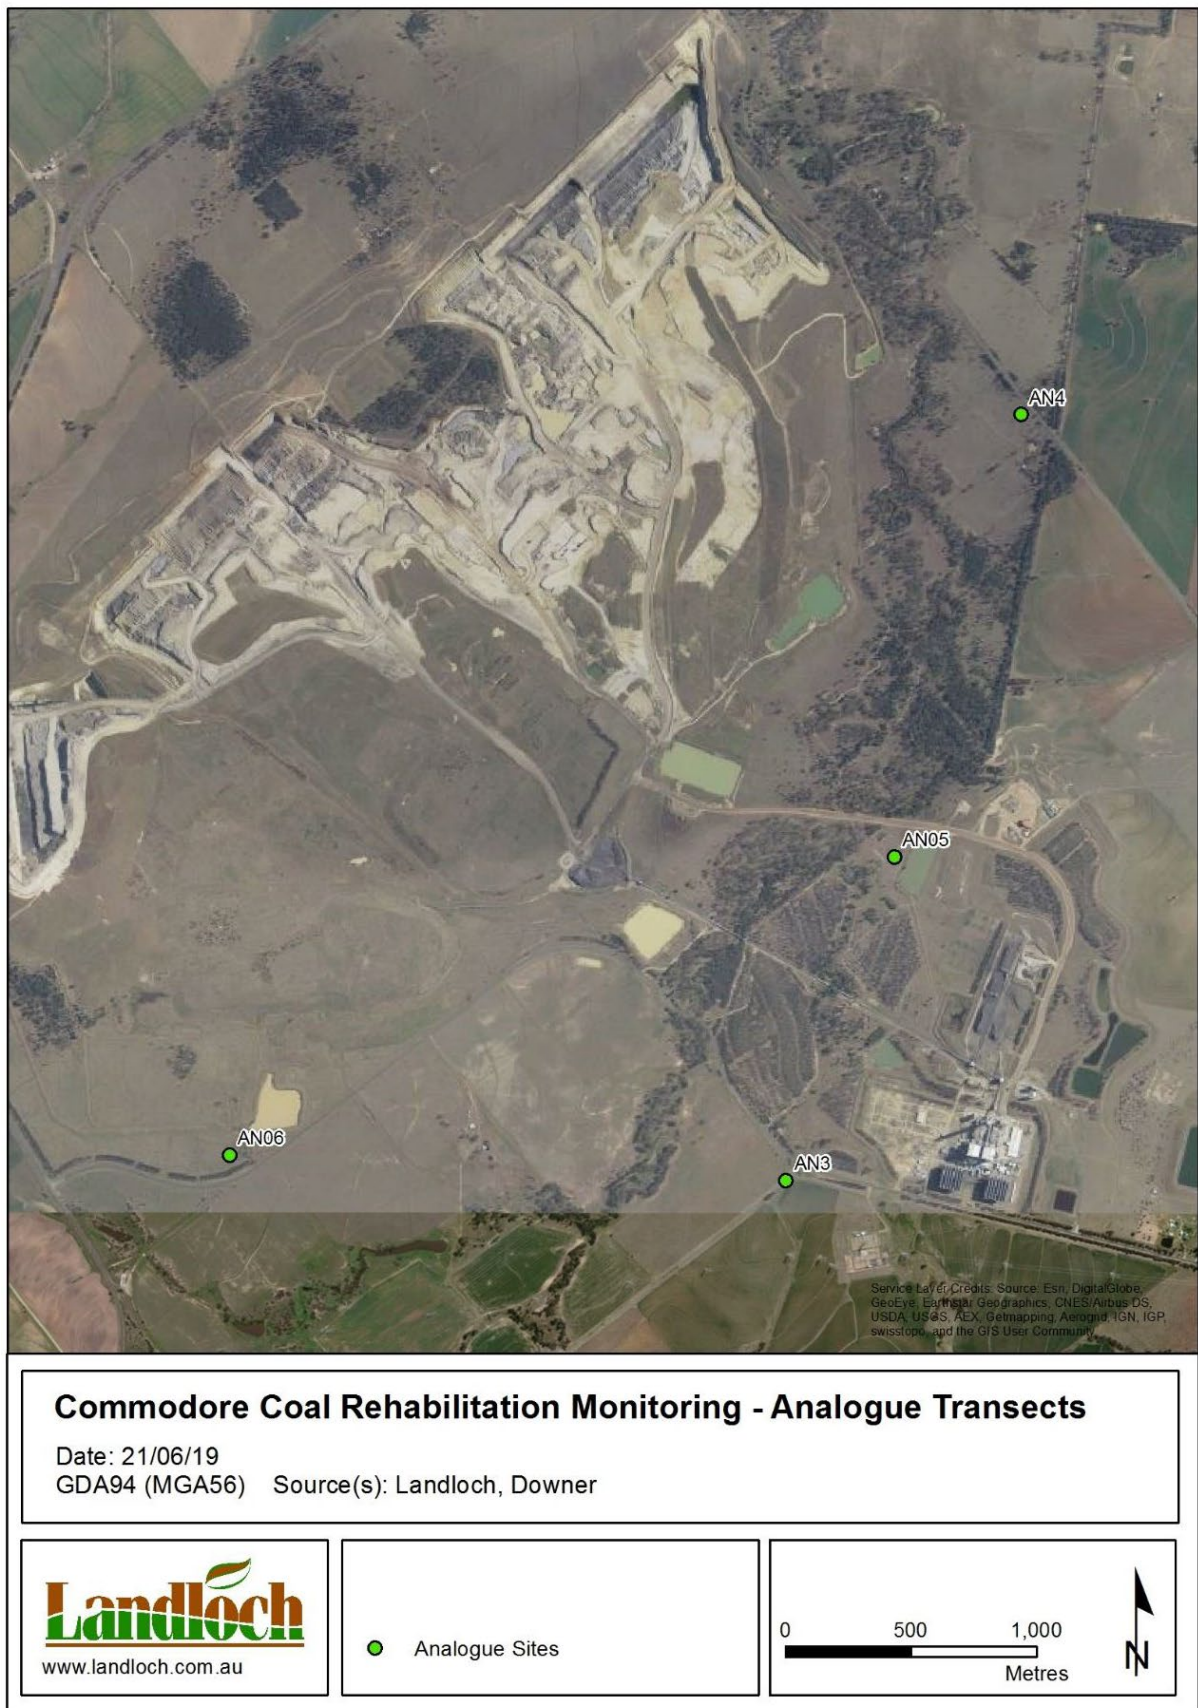 AN4
AN05
AN06
AN3
Service Layer Credits: Source: Esri, DigitalGlobe,
GeoEye, Earthstar Geographics, CNES/Airbus DS,
USDA, USGS, AEX, Getmapping, Aerogrid, IGN, IGP,
swisstopo, and the GIS User Community
Commodore Coal Rehabilitation Monitoring - Analogue Transects
Date: 21/06/19
GDA94 (MGA56) Source(s): Landloch, Downer
Landloch
www.landloch.com.au
Analogue Sites
0 500 1,000
Metres
N